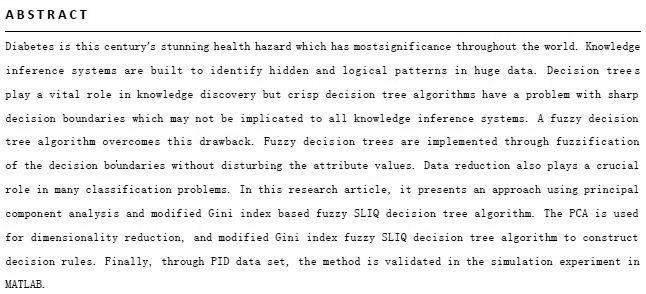 ABSTRACT
Diabetes is this century's stunning health hazard which has mostsignificance throughout the world. Knowledge
inference systems are built to identify hidden and logical patterns in huge data. Decision trees
play a vital role in knowledge discovery but crisp decision tree algorithms have a problem with sharp
decision boundaries which may not be implicated to all knowledge inference systems. A fuzzy decision
tree algorithm overcomes this drawback. Fuzzy decision trees are implemented through fuzzification
of the decision boundaries without disturbing the attribute values. Data reduction also plays a crucial
role in many classification problems. In this research article, it presents an approach using principal
component analysis and modified Gini index based fuzzy SLIQ decision tree algorithm. The PCA is used
for dimensionality reduction, and modified Gini index fuzzy SLIQ decision tree algorithm to construct
decision rules. Finally, through PID data set, the method is validated in the simulation experiment in
MATLAB.